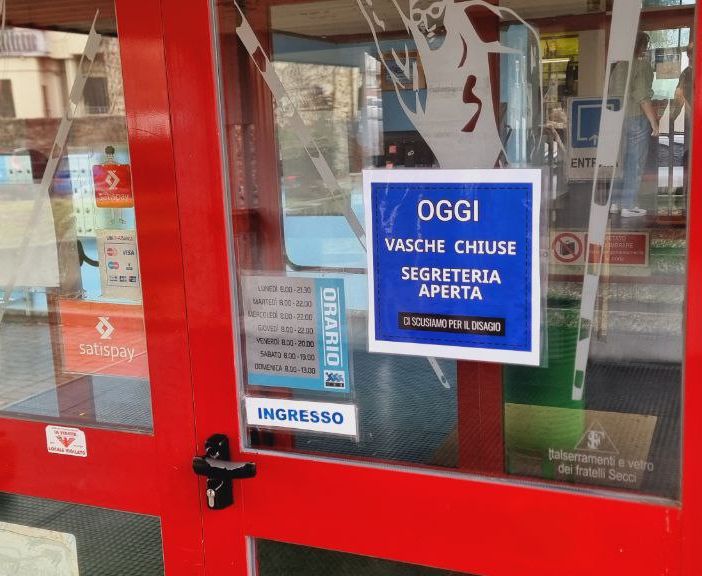 OGGI
VASCHE CHIUSE
SEGRETERIA
APERTA
CI SCUSIAMO PER IL DISAGIO
ORARIO
LUNEDÌ 8.00-21.30
MARTEDÌ 8.00-22.00
MERCOLEDÌ 8.00-22.00
GIOVEDÌ 8.00-22.00
VENERDÌ 8.00-20.00
SABATO 8.00-19.00
DOMENICA 8.00-13.00
INGRESSO
satispay
VISA
satispay
LOCALE VIGILATO
Italserramenti e vetro
dei fratelli Secci